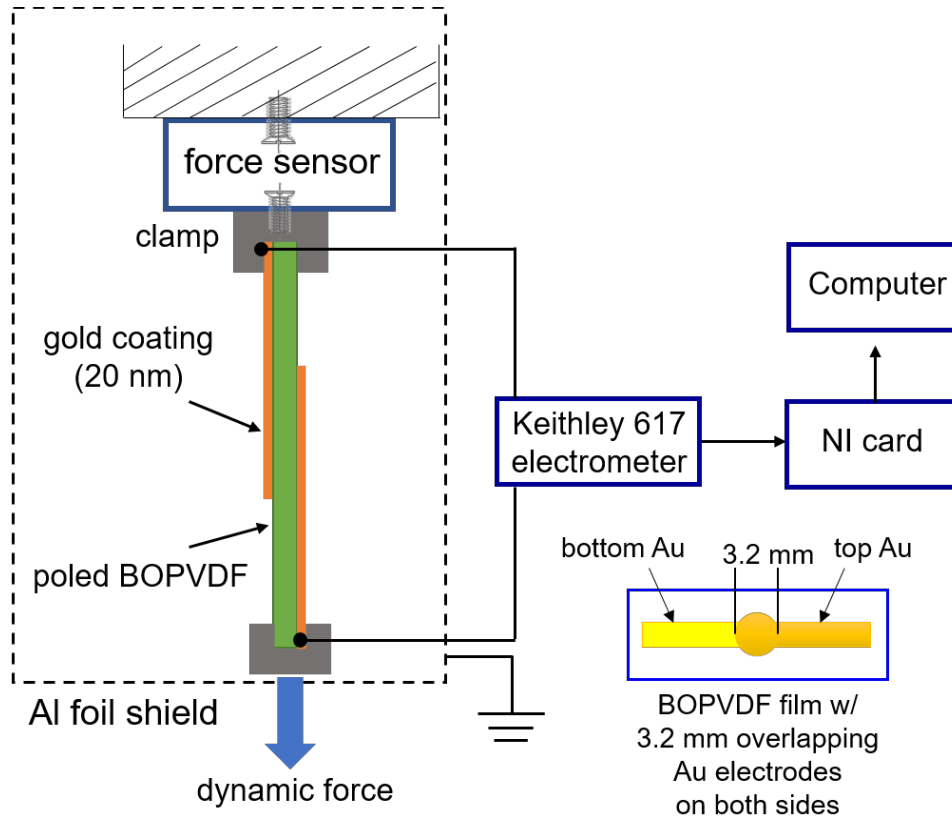 force sensor
clamp
gold coating
(20 nm)
poled BOPVDF
Al foil shield
dynamic force
Keithley 617
electrometer
Computer
NI card
bottom Au
3.2 mm
top Au
BOPVDF film w/
3.2 mm overlapping
Au electrodes
on both sides